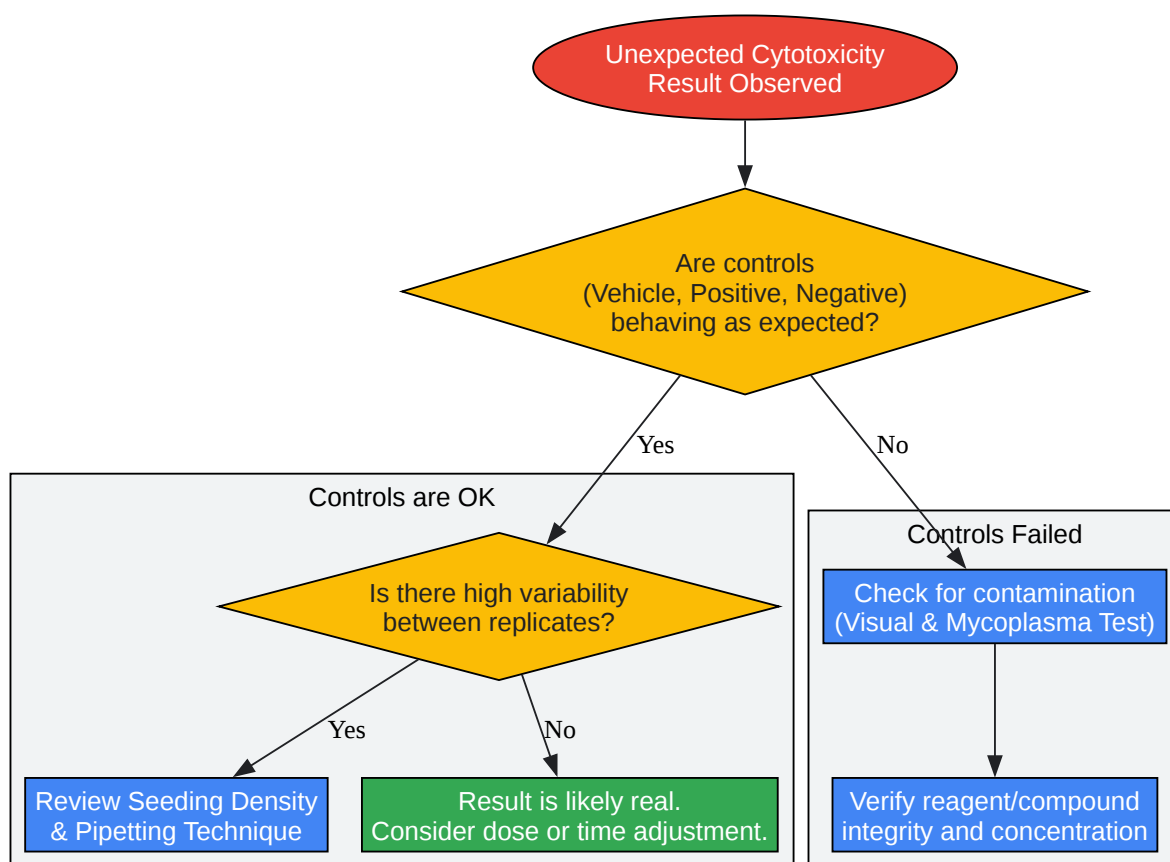 Unexpected Cytotoxicity
Result Observed
Are controls
(Vehicle, Positive, Negative)
behaving as expected?
Yes
No
Controls are OK
Is there high variability
between replicates?
Yes
No
Review Seeding Density
& Pipetting Technique
Result is likely real.
Consider dose or time adjustment.
Controls Failed
Check for contamination
(Visual & Mycoplasma Test)
Verify reagent/compound
integrity and concentration